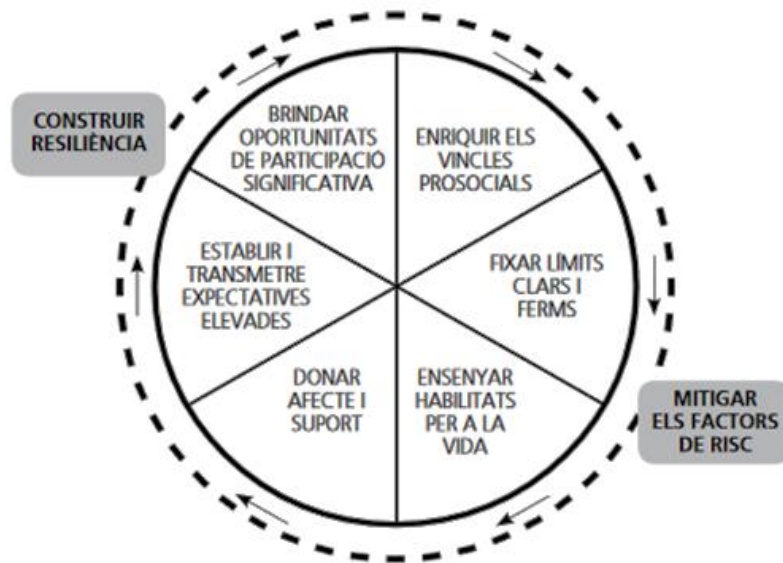 CONSTRUIR
RESILIÈNCIA
BRINDAR
OPORTUNITATS
DE PARTICIPACIÓ
SIGNIFICATIVA
ENRIQUIR ELS
VINCLES
PROSOCIALS
FIXAR LÍMITS
CLARS I
FERMS
ENSENYAR
HABILITATS
PER A LA
VIDA
DONAR
AFECTE I
SUPORT
ESTABLIR I
TRANSMETRE
EXPECTATIVES
ELEVADES
MITIGAR
ELS FACTORS
DE RISC